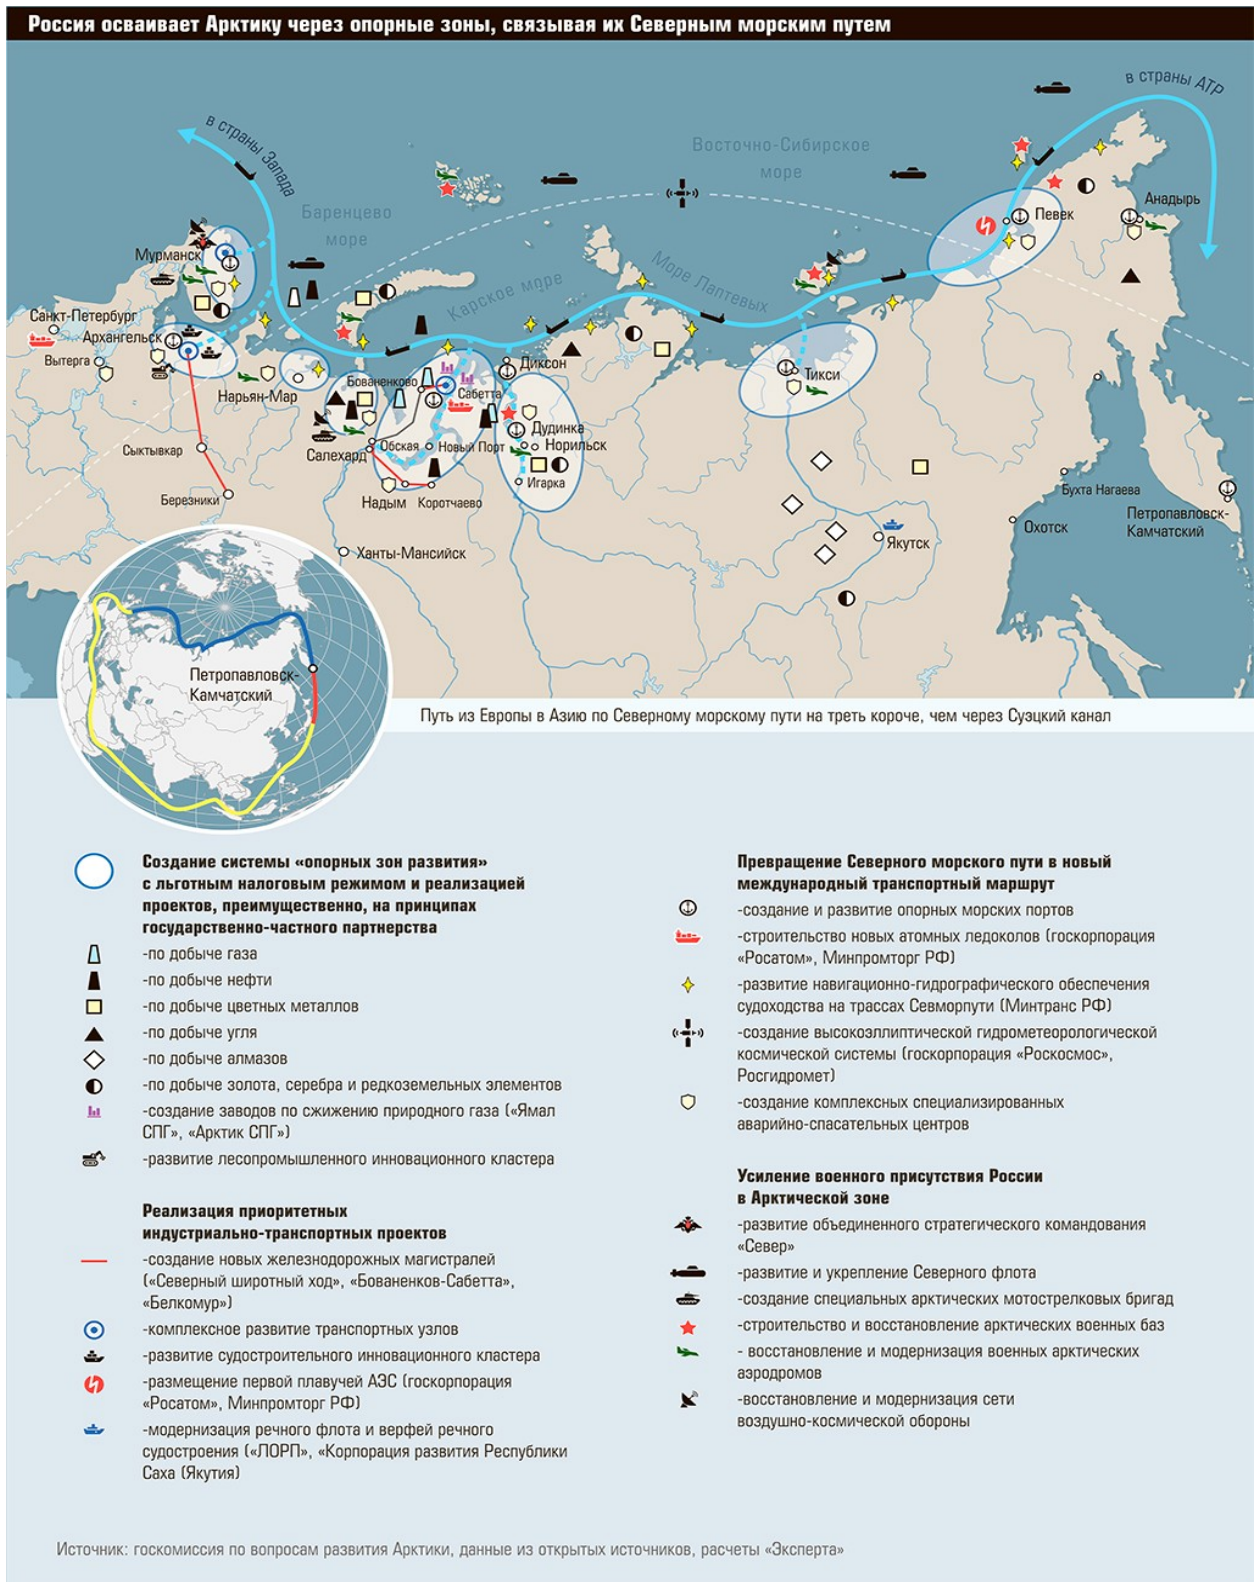 Россия осваивает Арктику через опорные зоны, связывая их Северным морским путем
в страны АТР
в страны Запада
Восточно-Сибирское
море
Баренцево
море
Анадырь
Певек
Мурманск
Море Лаптевых
Карское море
Санкт-Петербург
Архангельск
Вытерга
Диксон
Бованенково
Тикси
Сабетта
Нарьян-Мар
Дудинка
Обская
Новый Порт
Норильск
Сыктывкар
Салехард
Игарка
Березники
Надым
Коротчаево
Бухта Нагаева
Петропавловск-
Камчатский
Охотск
Якутск
Ханты-Мансийск
Петропавловск-
Камчатский
Путь из Европы в Азию по Северному морскому пути на треть короче, чем через Суэцкий канал
Создание системы «опорных зон развития»
с льготным налоговым режимом и реализацией
проектов, преимущественно, на принципах
государственно-частного партнерства
-по добыче газа
-по добыче нефти
-по добыче цветных металлов
-по добыче угля
-по добыче алмазов
-по добыче золота, серебра и редкоземельных элементов
-создание заводов по сжижению природного газа («Ямал
СПГ», «Арктик СПГ»)
-развитие лесопромышленного инновационного кластера
Реализация приоритетных
индустриально-транспортных проектов
-создание новых железнодорожных магистралей
(«Северный широтный ход», «Бованенков-Сабетта»,
«Белкомур»)
-комплексное развитие транспортных узлов
-развитие судостроительного инновационного кластера
-размещение первой плавучей АЭС (госкорпорация
«Росатом», Минпромторг РФ)
-модернизация речного флота и верфей речного
судостроения («ЛОРП», «Корпорация развития Республики
Саха (Якутия)
Превращение Северного морского пути в новый
международный транспортный маршрут
-создание и развитие опорных морских портов
-строительство новых атомных ледоколов (госкорпорация
«Росатом», Минпромторг РФ)
-развитие навигационно-гидрографического обеспечения
судоходства на трассах Севморпути (Минтранс РФ)
-создание высокоэллиптической гидрометеорологической
космической системы (госкорпорация «Роскосмос»,
Росгидромет)
-создание комплексных специализированных
аварийно-спасательных центров
Усиление военного присутствия России
в Арктической зоне
-развитие объединенного стратегического командования
«Север»
-развитие и укрепление Северного флота
-создание специальных арктических мотострелковых бригад
-строительство и восстановление арктических военных баз
- восстановление и модернизация военных арктических
аэродромов
-восстановление и модернизация сети
воздушно-космической обороны
Источник: госкомиссия по вопросам развития Арктики, данные из открытых источников, расчеты «Эксперта»